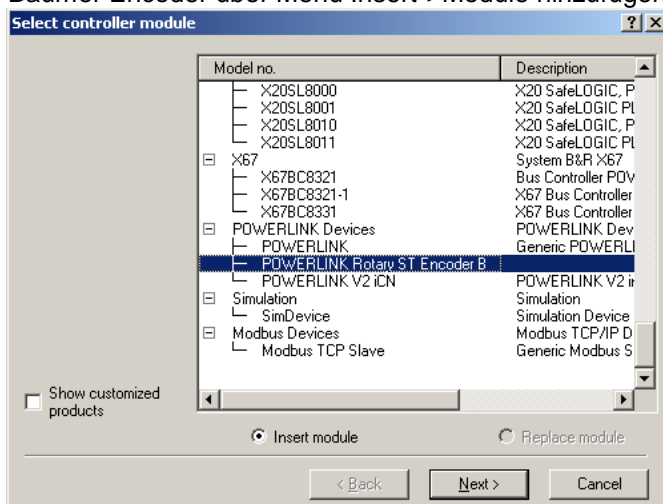 Baumer Encoder über Menü Insert > Module hinzufügen
Select controller module
Model no. Description
X20SL8000 X20 SafeLOGIC, P
X20SL8001 X20 SafeLOGIC Pl
X20SL8010 X20 SafeLOGIC, P
X20SL8011 X20 SafeLOGIC Pl
X67 System B&R X67
X67BC8321 Bus Controller POV
X67BC8321-1 X67 Bus Controller
X67BC8331 X67 Bus Controller
POWERLINK Devices POWERLINK Dev
POWERLINK Generic POWERLI
POWERLINK Rotary ST Encoder B
POWERLINK V2 iCN POWERLINK V2 i
Simulation Simulation
SimDevice Simulation Device
Modbus Devices Modbus TCP/IP D
Modbus TCP Slave Generic Modbus S
Show customized
products
Insert module Replace module
< Back Next > Cancel